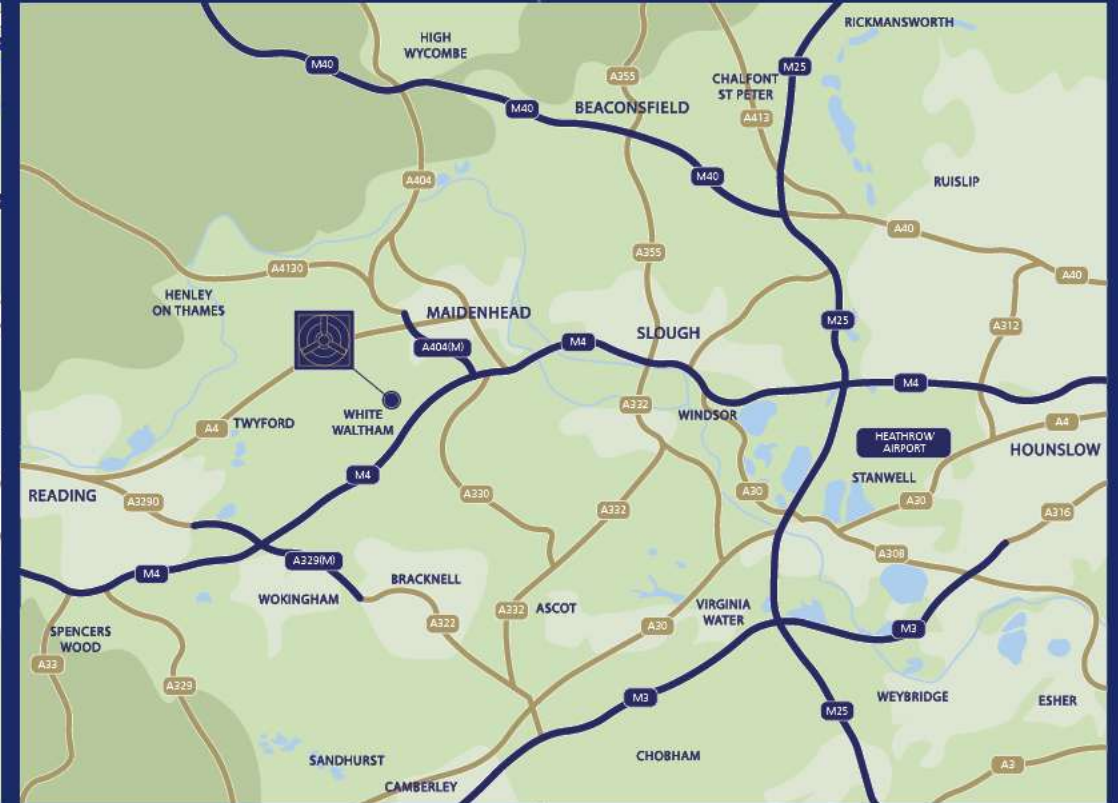 RICKMANSWORTH
HIGH
WYCOMBE
M40
M25
A355
CHALFONT
ST PETER
M40
BEACONSFIELD
A413
M40
A404
RUISLIP
A40
A355
A4130
A40
HENLEY
ON THAMES
MAIDENHEAD
M25
A312
SLOUGH
A404(M)
M4
M4
A332
WINDSOR
WHITE
WALTHAM
TWYFORD
A4
A4
HEATHROW
AIRPORT
HOUNSLOW
M4
STANWELL
READING
A3290
A330
A30
A30
A332
A316
A308
A329(M)
M4
BRACKNELL
WOKINGHAM
A322
A332
ASCOT
VIRGINIA
WATER
A30
M3
SPENCERS
WOOD
A33
A329
M3
WEYBRIDGE
ESHER
M25
SANDHURST
CHOBHAM
A3
CAMBERLEY